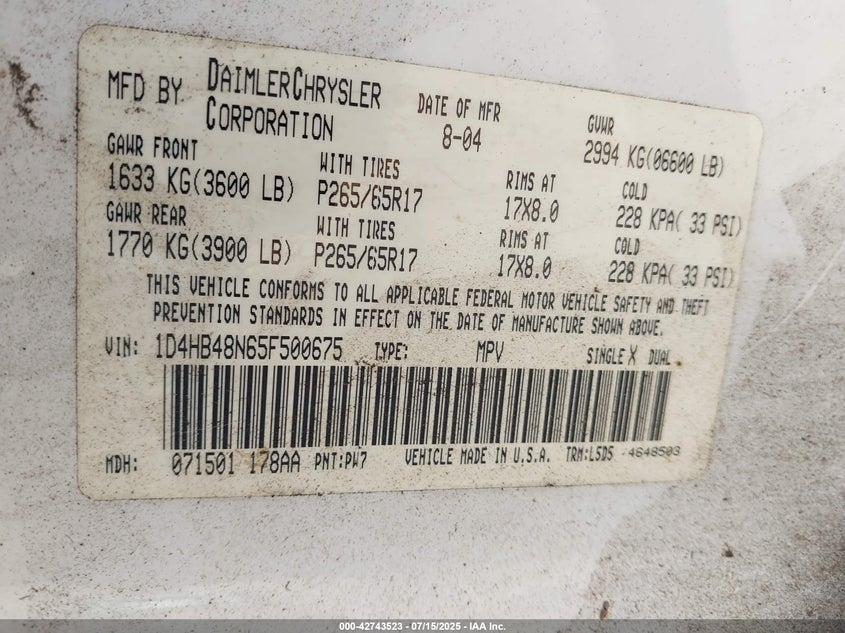 MFD BY DAIMLERCHRYSLER CORPORATION DATE OF MFR 8-04 GVWR 2994 KG(06600 LB)
GAWR FRONT WITH TIRES RIMS AT COLD
1633 KG(3600 LB) P265/65R17 17X8.0 228 KPA( 33 PSI)
GAWR REAR WITH TIRES RIMS AT COLD
1770 KG(3900 LB) P265/65R17 17X8.0 228 KPA( 33 PSI)
THIS VEHICLE CONFORMS TO ALL APPLICABLE FEDERAL MOTOR VEHICLE SAFETY AND THEFT
PREVENTION STANDARDS IN EFFECT ON THE DATE OF MANUFACTURE SHOWN ABOVE.
VIN: 1D4HB48N65F500675 TYPE: MPV SINGLE X DUAL
MDH: 071501 178AA PNT:PW7 VEHICLE MADE IN U.S.A. TRM:L5D5 4648503
000-42743523 - 07/15/2025 - IAA Inc.